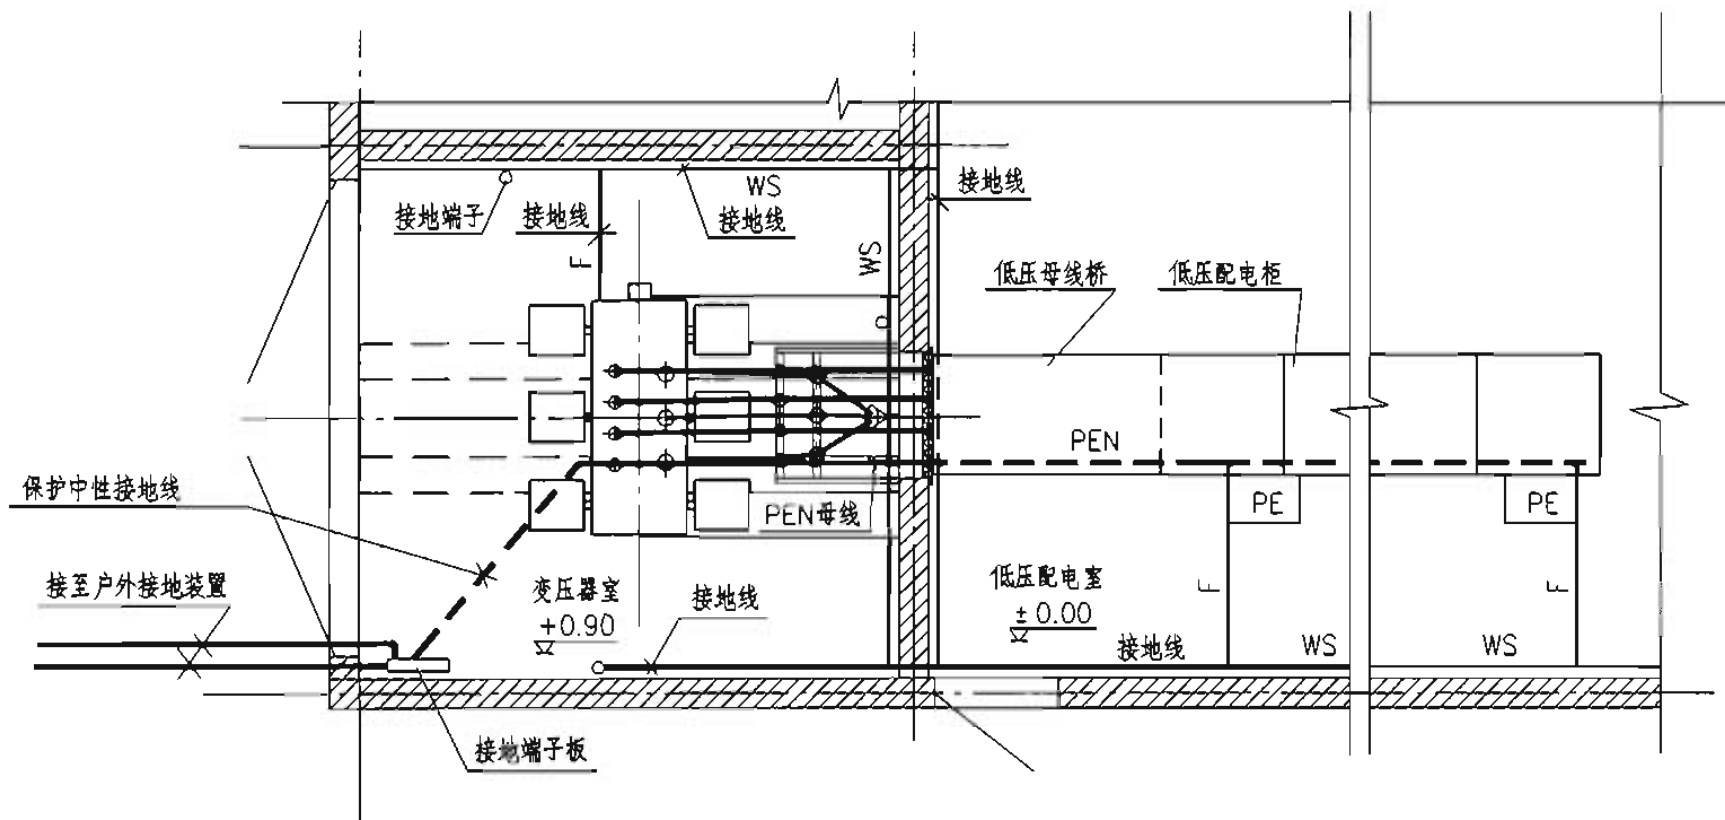 接地端子
接地线
WS
接地线
接地线
F
WS
低压母线桥
低压配电柜
PEN
保护中性接地线
PEN母线
PE
PE
接至户外接地装置
变压器室
+0.90
接地线
低压配电室
±0.00
F
F
接地线
WS
WS
接地端子板